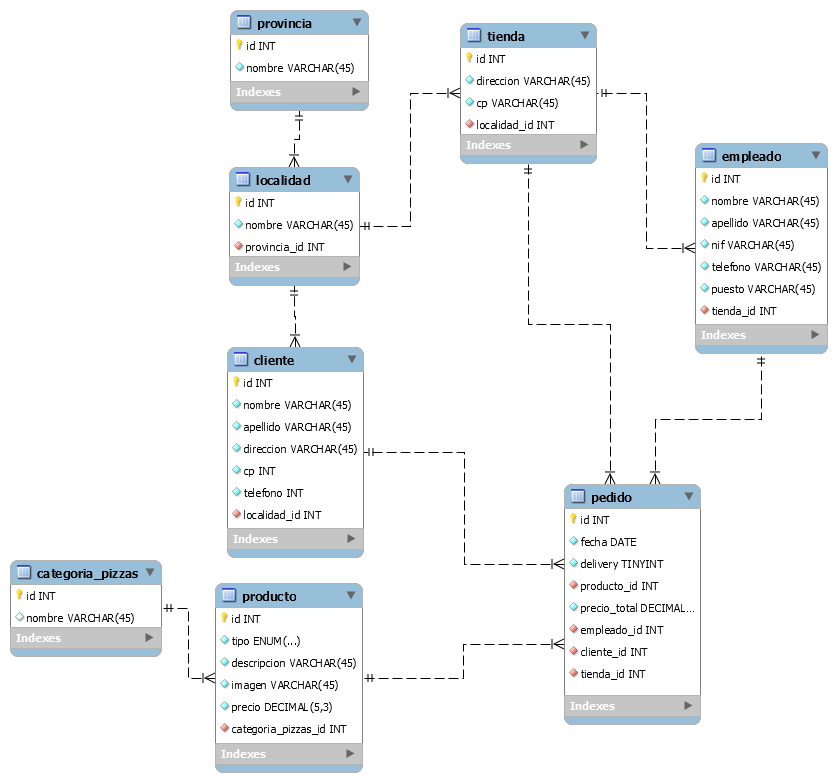 provincia
id INT
nombre VARCHAR(45)
Indexes
tienda
id INT
direccion VARCHAR(45)
cp VARCHAR(45)
localidad_id INT
Indexes
localidad
id INT
nombre VARCHAR(45)
provincia_id INT
Indexes
empleado
id INT
nombre VARCHAR(45)
apellido VARCHAR(45)
nif VARCHAR(45)
telefono VARCHAR(45)
puesto VARCHAR(45)
tienda_id INT
Indexes
cliente
id INT
nombre VARCHAR(45)
apellido VARCHAR(45)
direccion VARCHAR(45)
cp INT
telefono INT
localidad_id INT
Indexes
pedido
id INT
fecha DATE
delivery TINYINT
producto_id INT
precio_total DECIMAL...
empleado_id INT
cliente_id INT
tienda_id INT
Indexes
categoria_pizzas
id INT
nombre VARCHAR(45)
Indexes
producto
id INT
tipo ENUM(...)
descripcion VARCHAR(45)
imagen VARCHAR(45)
precio DECIMAL(5,3)
categoria_pizzas_id INT
Indexes